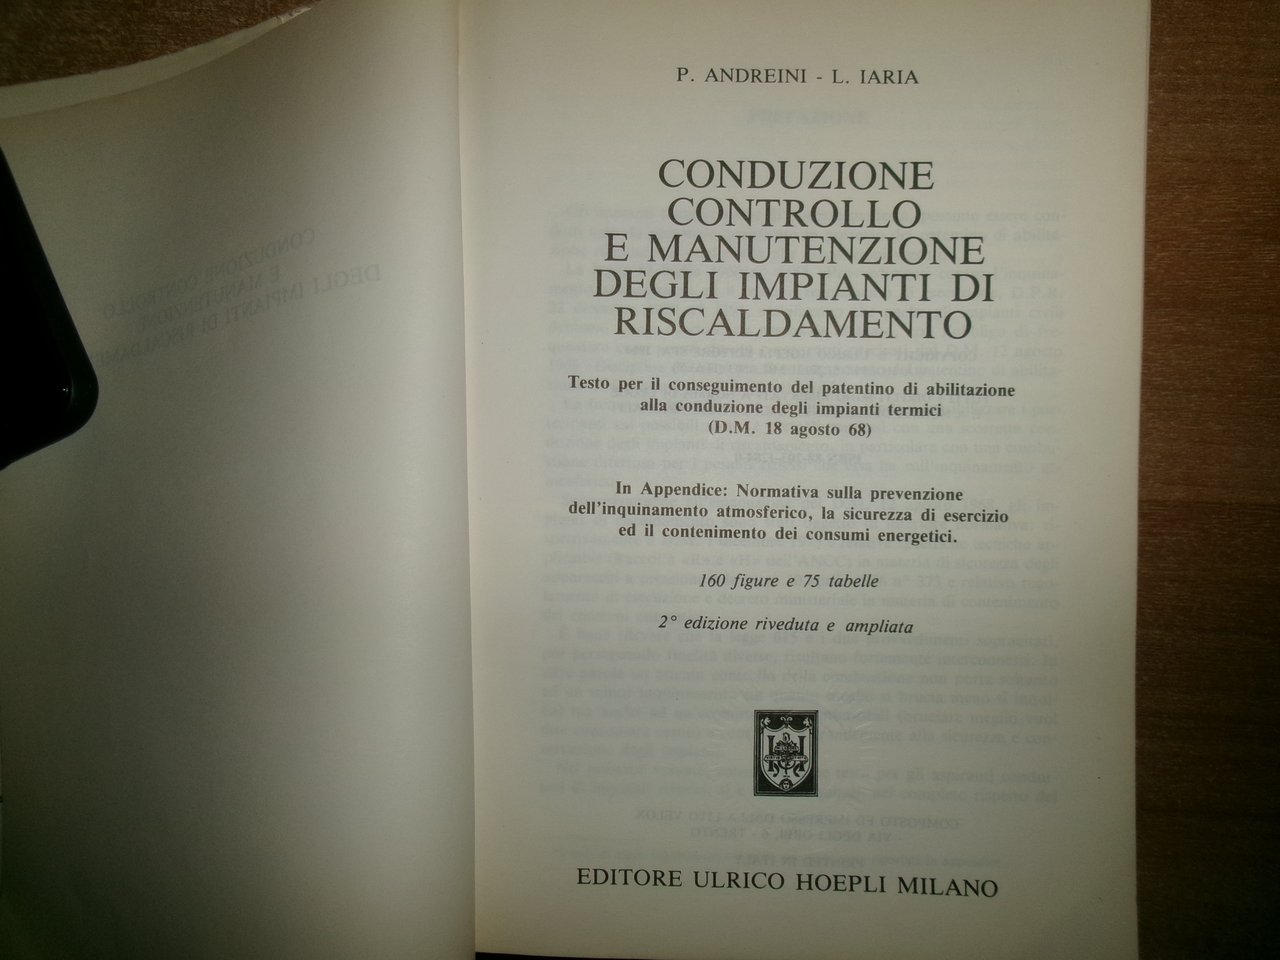 P. ANDREINI - L. IARIA
CONDUZIONE
CONTROLLO
E MANUTENZIONE
DEGLI IMPIANTI DI
RISCALDAMENTO
Testo per il conseguimento del patentino di abilitazione
alla conduzione degli impianti termici
(D.M. 18 agosto 68)
In Appendice: Normativa sulla prevenzione
dell'inquinamento atmosferico, la sicurezza di esercizio
ed il contenimento dei consumi energetici.
160 figure e 75 tabelle
2° edizione riveduta e ampliata
EDITORE ULRICO HOEPLI MILANO